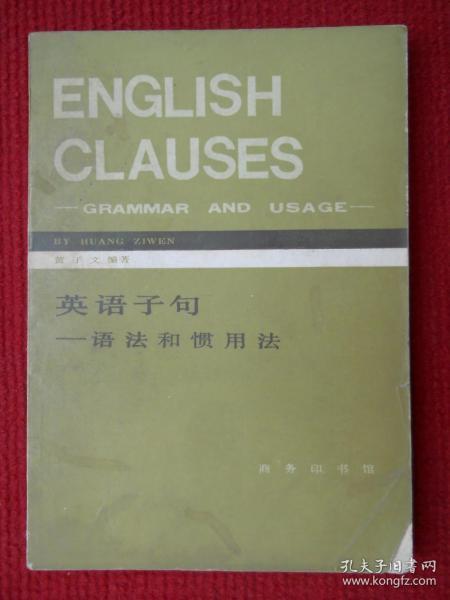 ENGLISH
CLAUSES
—GRAMMAR AND USAGE—
BY HUANG ZIWEN
黄子文编著
英语子句
—语法和惯用法
商务印书馆
孔夫子旧书网
www.kongfz.com